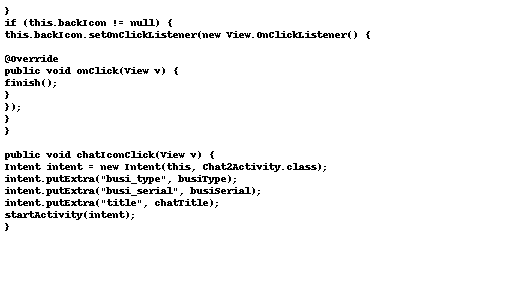 }
if (this.backIcon != null) {
this.backIcon.setOnClickListener(new View.OnClickListener() {

@Override
public void onClick(View v) {
finish();
}
});
}
}

public void chatIconClick(View v) {
Intent intent = new Intent(this, Chat2Activity.class);
intent.putExtra("busi_type", busiType);
intent.putExtra("busi_serial", busiSerial);
intent.putExtra("title", chatTitle);
startActivity(intent);
}